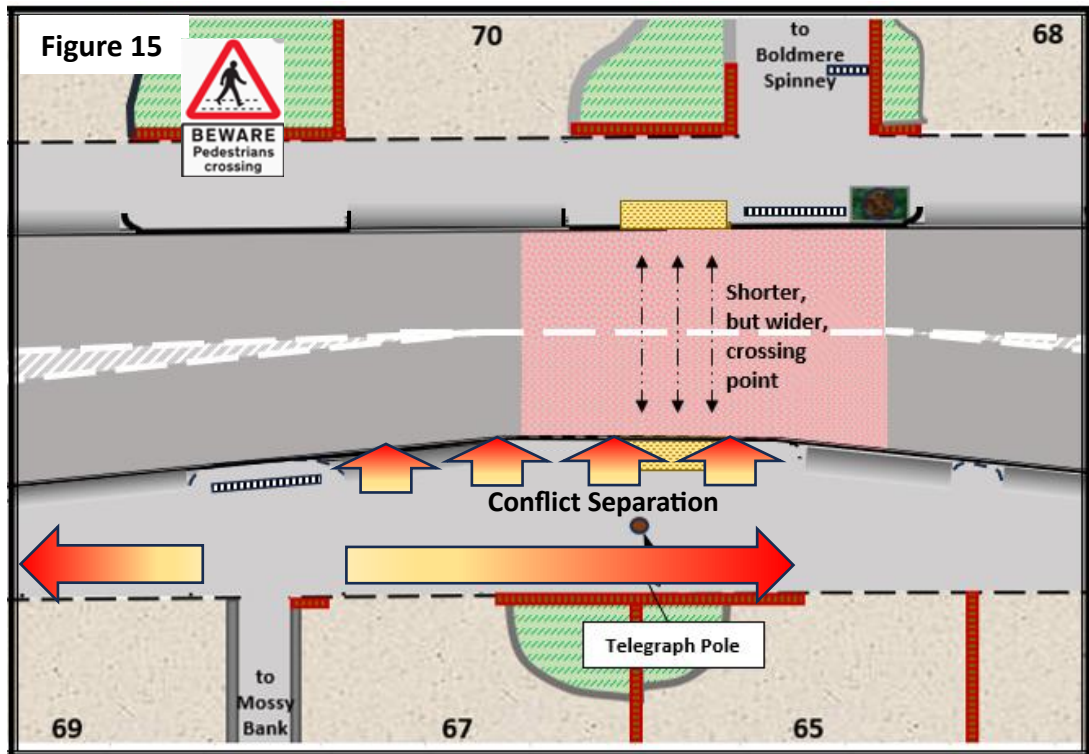 Figure 15
BEWARE
Pedestrians
crossing
70
to
Boldmere
Spinney
68
Shorter,
but wider,
crossing
point
Conflict Separation
Telegraph Pole
to
Mossy
Bank
69
67
65